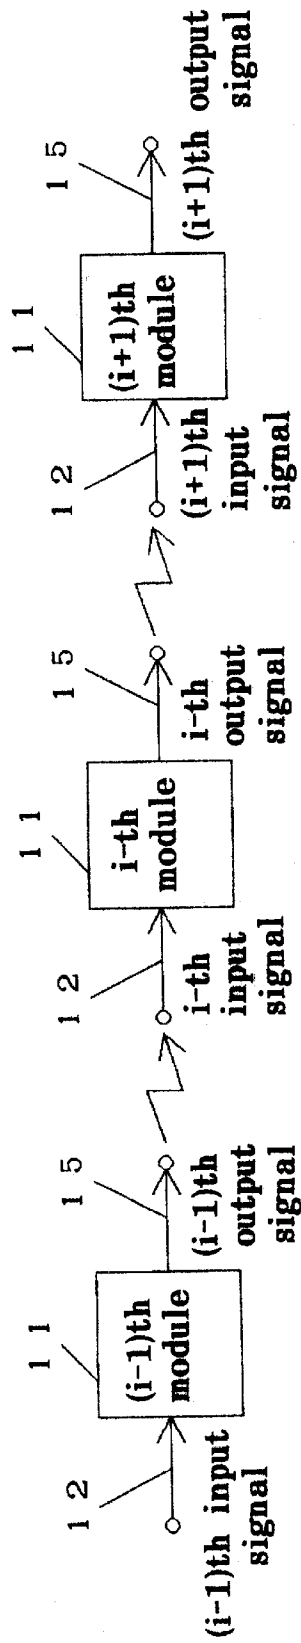 1 2
(i-1)th input
signal
1 1
(i-1)th
module
1 5
(i-1)th
output
signal
1 2
i-th
input
signal
1 1
i-th
module
1 5
i-th
output
signal
1 2
(i+1)th
input
signal
1 1
(i+1)th
module
1 5
(i+1)th output
signal